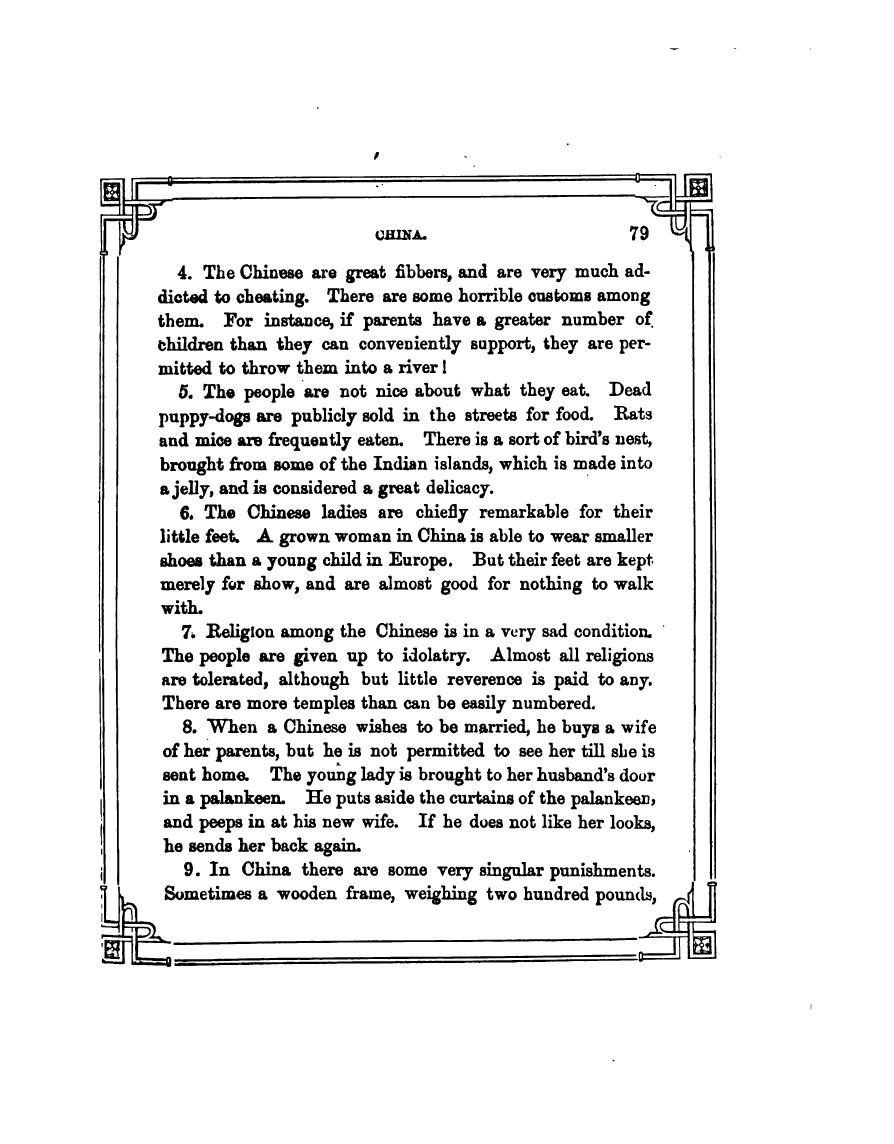 CHINA. 79
4. The Chinese are great fibbers, and are very much ad-
dicted to cheating. There are some horrible customs among
them. For instance, if parents have a greater number of
children than they can conveniently support, they are per-
mitted to throw them into a river!
5. The people are not nice about what they eat. Dead
puppy-dogs are publicly sold in the streets for food. Rats
and mice are frequently eaten. There is a sort of bird's nest,
brought from some of the Indian islands, which is made into
a jelly, and is considered a great delicacy.
6. The Chinese ladies are chiefly remarkable for their
little feet. A grown woman in China is able to wear smaller
shoes than a young child in Europe. But their feet are kept
merely for show, and are almost good for nothing to walk
with.
7. Religion among the Chinese is in a very sad condition.
The people are given up to idolatry. Almost all religions
are tolerated, although but little reverence is paid to any.
There are more temples than can be easily numbered.
8. When a Chinese wishes to be married, he buys a wife
of her parents, but he is not permitted to see her till she is
sent home. The young lady is brought to her husband's door
in a palankeen. He puts aside the curtains of the palankeen,
and peeps in at his new wife. If he does not like her looks,
he sends her back again.
9. In China there are some very singular punishments.
Sometimes a wooden frame, weighing two hundred pounds,